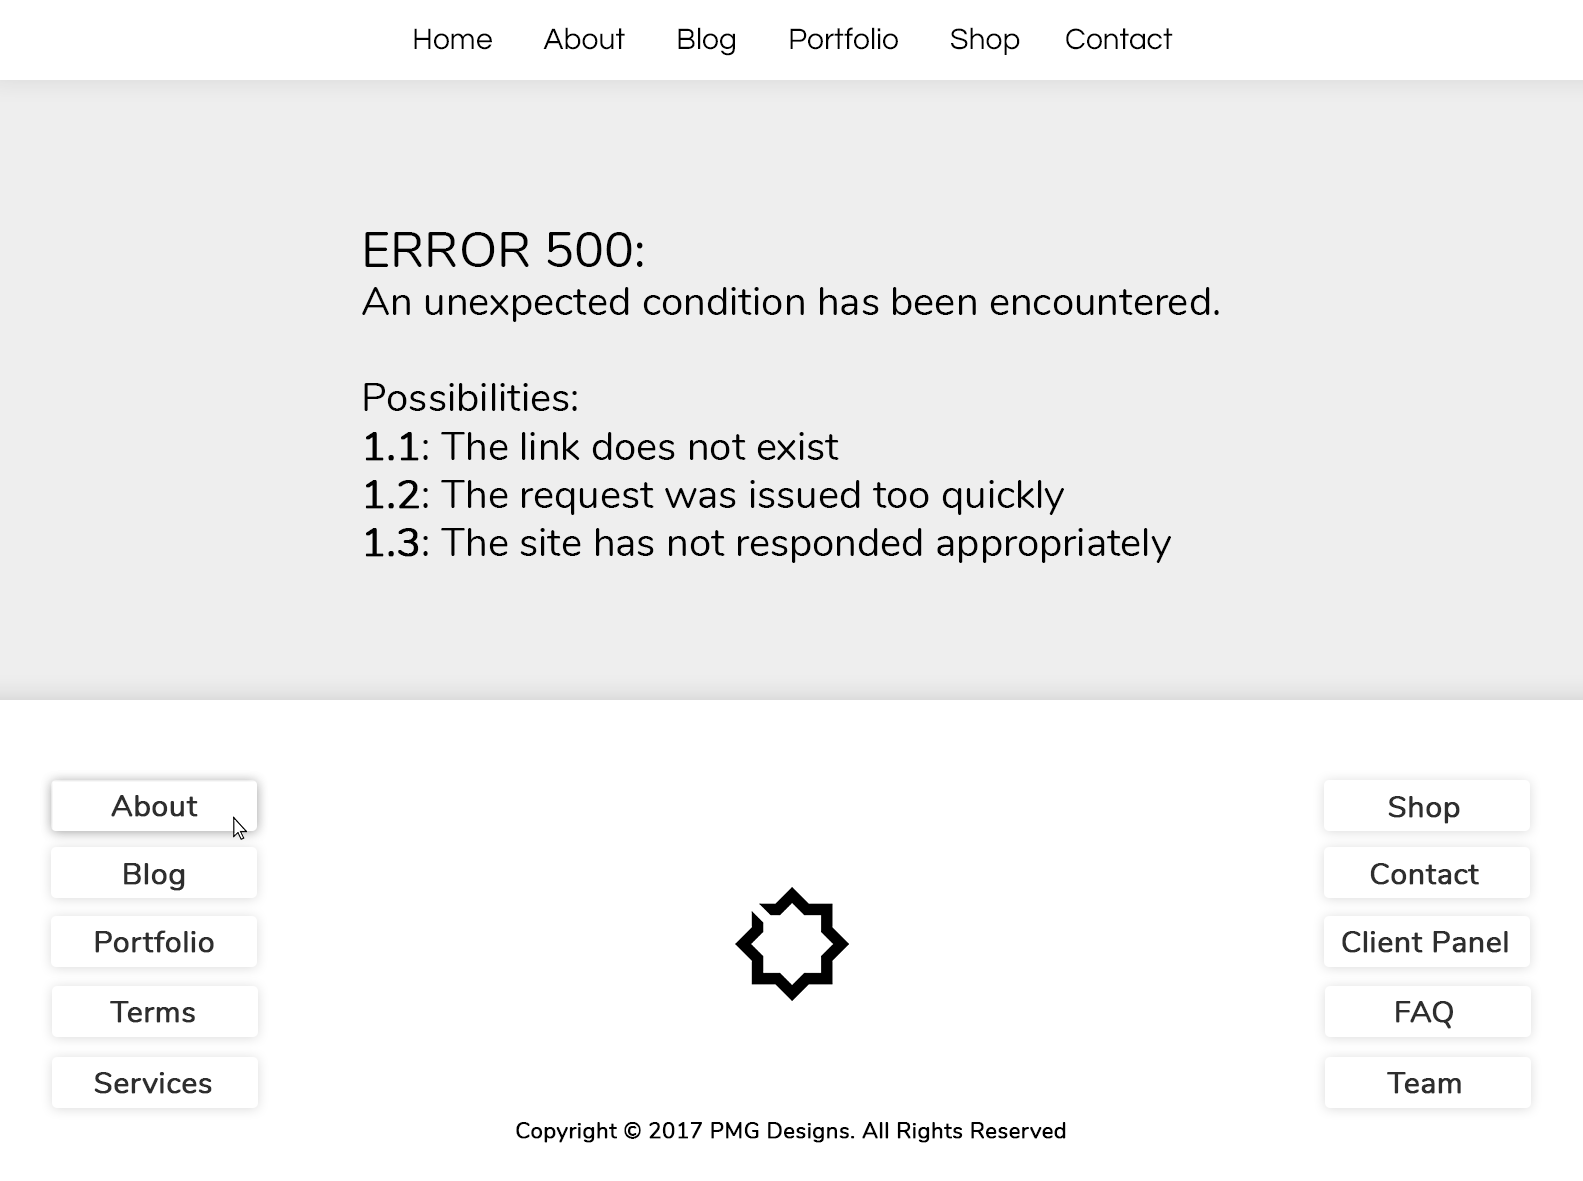 Home About Blog Portfolio Shop Contact
ERROR 500:
An unexpected condition has been encountered.
Possibilities:
1.1: The link does not exist
1.2: The request was issued too quickly
1.3: The site has not responded appropriately
About
Blog
Portfolio
Terms
Services
Shop
Contact
Client Panel
FAQ
Team
Copyright © 2017 PMG Designs. All Rights Reserved